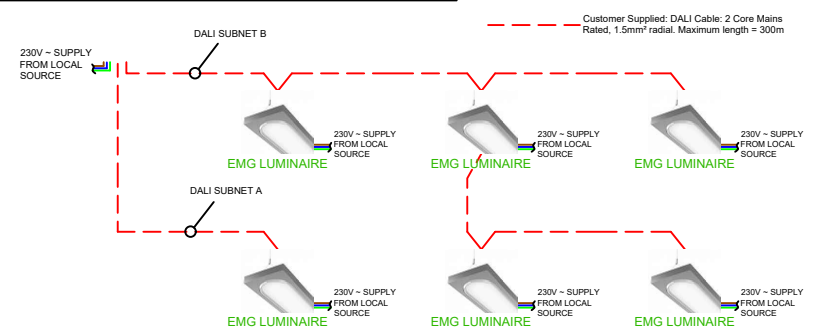 Customer Supplied: DALI Cable: 2 Core Mains
Rated, 1.5mm² radial. Maximum length = 300m
DALI SUBNET B
230V ~ SUPPLY
FROM LOCAL
SOURCE
230V ~ SUPPLY
FROM LOCAL
SOURCE
EMG LUMINAIRE
230V ~ SUPPLY
FROM LOCAL
SOURCE
EMG LUMINAIRE
230V ~ SUPPLY
FROM LOCAL
SOURCE
EMG LUMINAIRE
DALI SUBNET A
230V ~ SUPPLY
FROM LOCAL
SOURCE
EMG LUMINAIRE
230V ~ SUPPLY
FROM LOCAL
SOURCE
EMG LUMINAIRE
230V ~ SUPPLY
FROM LOCAL
SOURCE
EMG LUMINAIRE